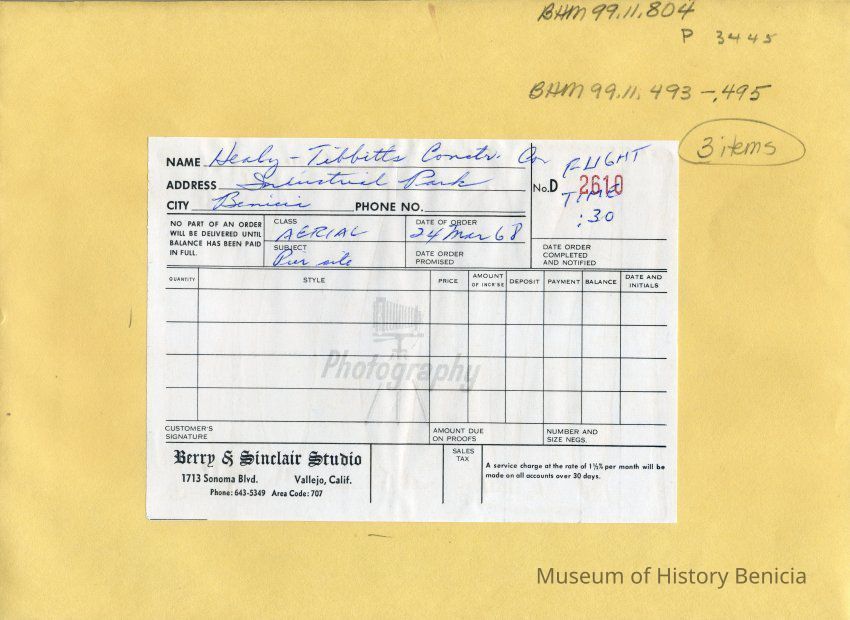 BHM 99.11.804
P 3445
BHM 99.11.493-.495
3 items
NAME Healy-Tibbitts Constr. Co
ADDRESS Industrial Park
CITY Benicia PHONE NO.
No. D 2610
FLIGHT
TIME
:30
NO PART OF AN ORDER
WILL BE DELIVERED UNTIL
BALANCE HAS BEEN PAID
IN FULL.
CLASS
AERIAL
SUBJECT
Pier site
DATE OF ORDER
24 Mar 68
DATE ORDER
PROMISED
DATE ORDER
COMPLETED
AND NOTIFIED
QUANTITY STYLE PRICE AMOUNT OF INCR'SE DEPOSIT PAYMENT BALANCE DATE AND INITIALS
Photography
CUSTOMER'S
SIGNATURE
AMOUNT DUE
ON PROOFS
NUMBER AND
SIZE NEGS.
Berry & Sinclair Studio
1713 Sonoma Blvd. Vallejo, Calif.
Phone: 643-5349 Area Code: 707
SALES
TAX
A service charge at the rate of 1½% per month will be
made on all accounts over 30 days.
Museum of History Benicia